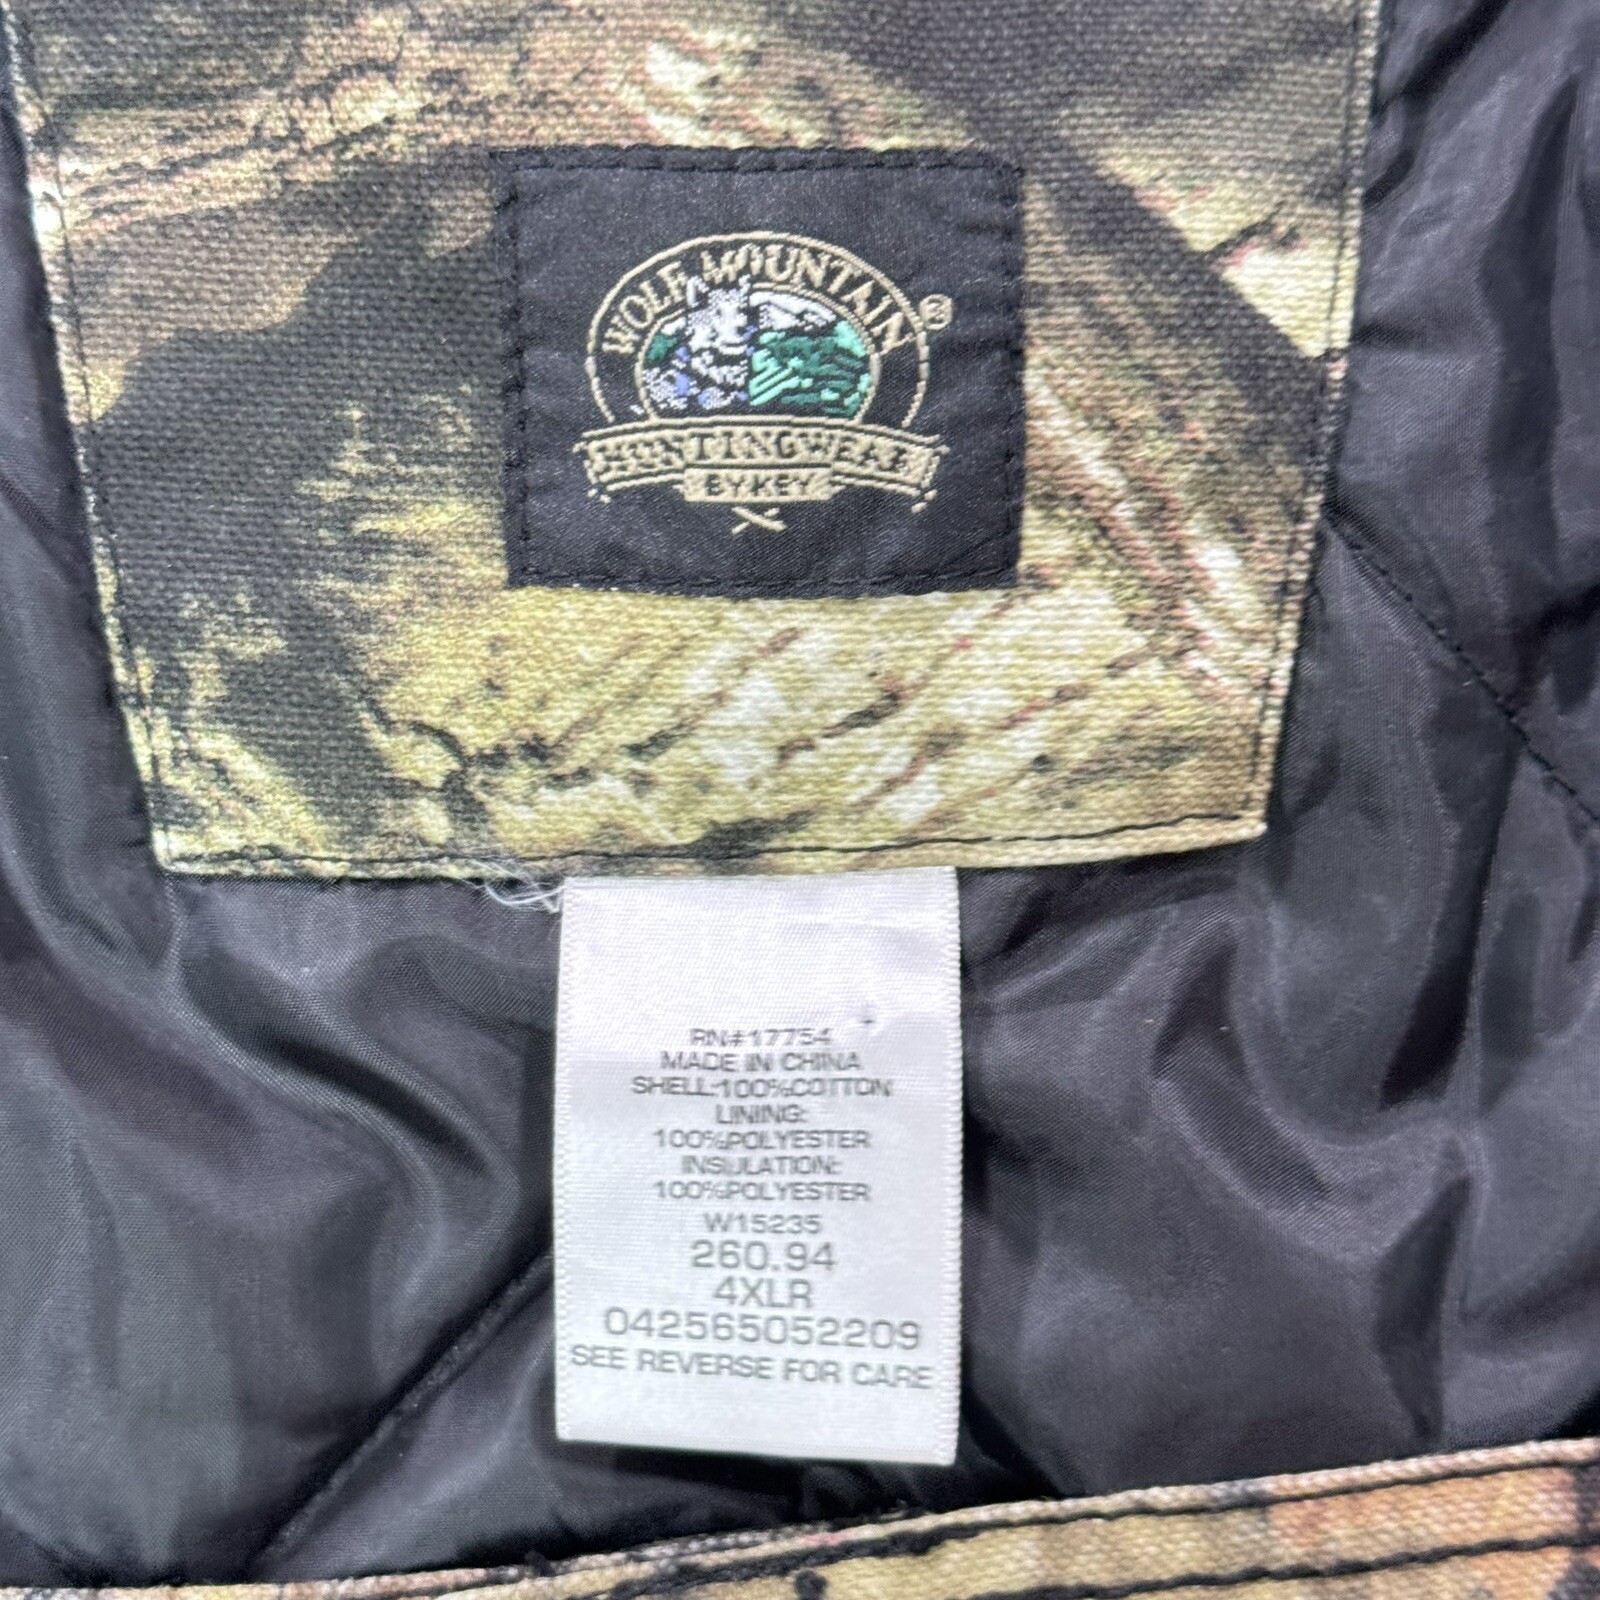 WOLF MOUNTAIN ®
HUNTINGWEAR
BY KEY
RN#17754
MADE IN CHINA
SHELL:100%COTTON
LINING:
100%POLYESTER
INSULATION:
100%POLYESTER
W15235
260.94
4XLR
042565052209
SEE REVERSE FOR CARE